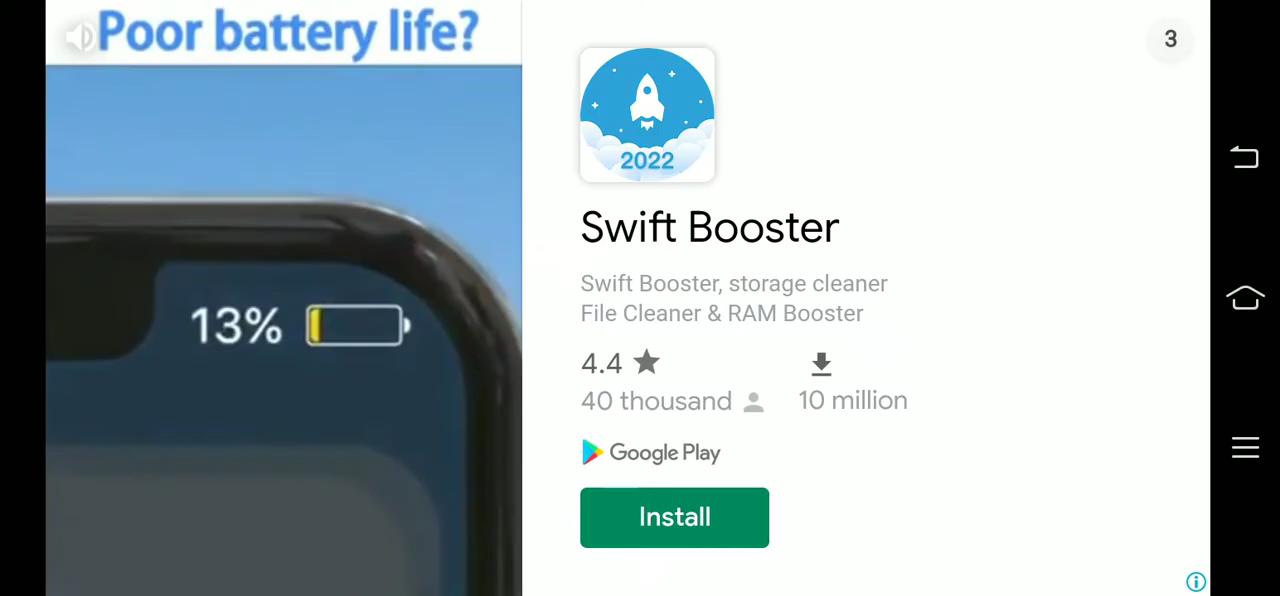 Poor battery life?
13%
3
2022
Swift Booster
Swift Booster, storage cleaner
File Cleaner & RAM Booster
4.4
40 thousand
10 million
Google Play
Install